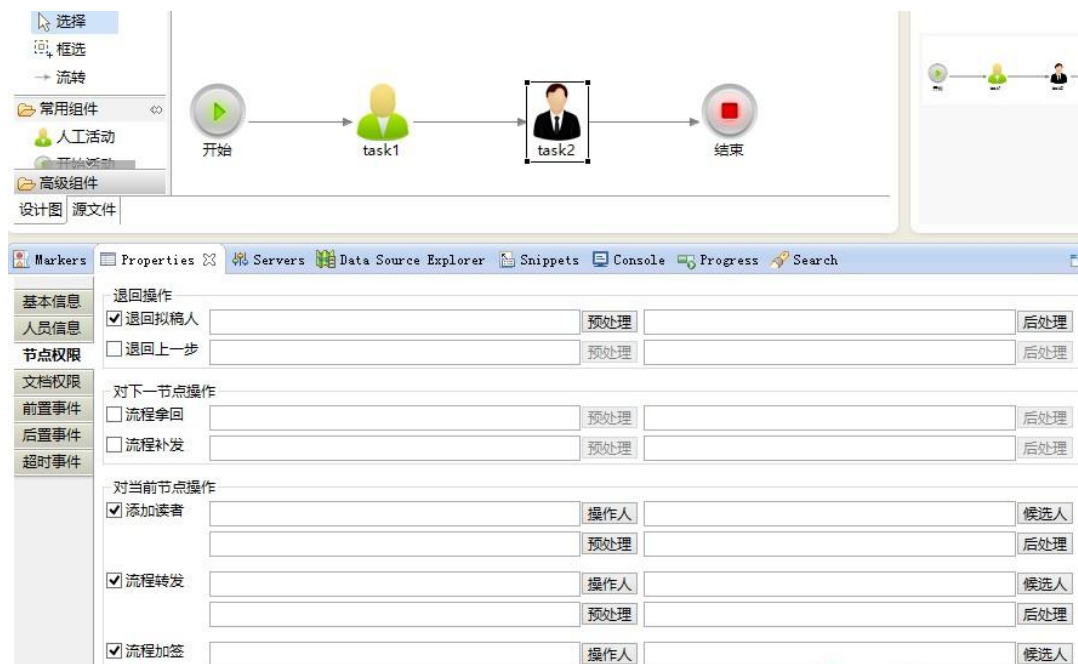 选择
框选
流转
常用组件
人工活动
开始活动
高级组件
设计图 源文件
开始 task1 task2 结束
Markers Properties Servers Data Source Explorer Snippets Console Progress Search
基本信息
人员信息
节点权限
文档权限
前置事件
后置事件
超时事件
退回操作
退回拟稿人 预处理 后处理
退回上一步 预处理 后处理
对下一节点操作
流程拿回 预处理 后处理
流程补发 预处理 后处理
对当前节点操作
添加读者 操作人 候选人
预处理 后处理
流程转发 操作人 候选人
预处理 后处理
流程加签 操作人 候选人